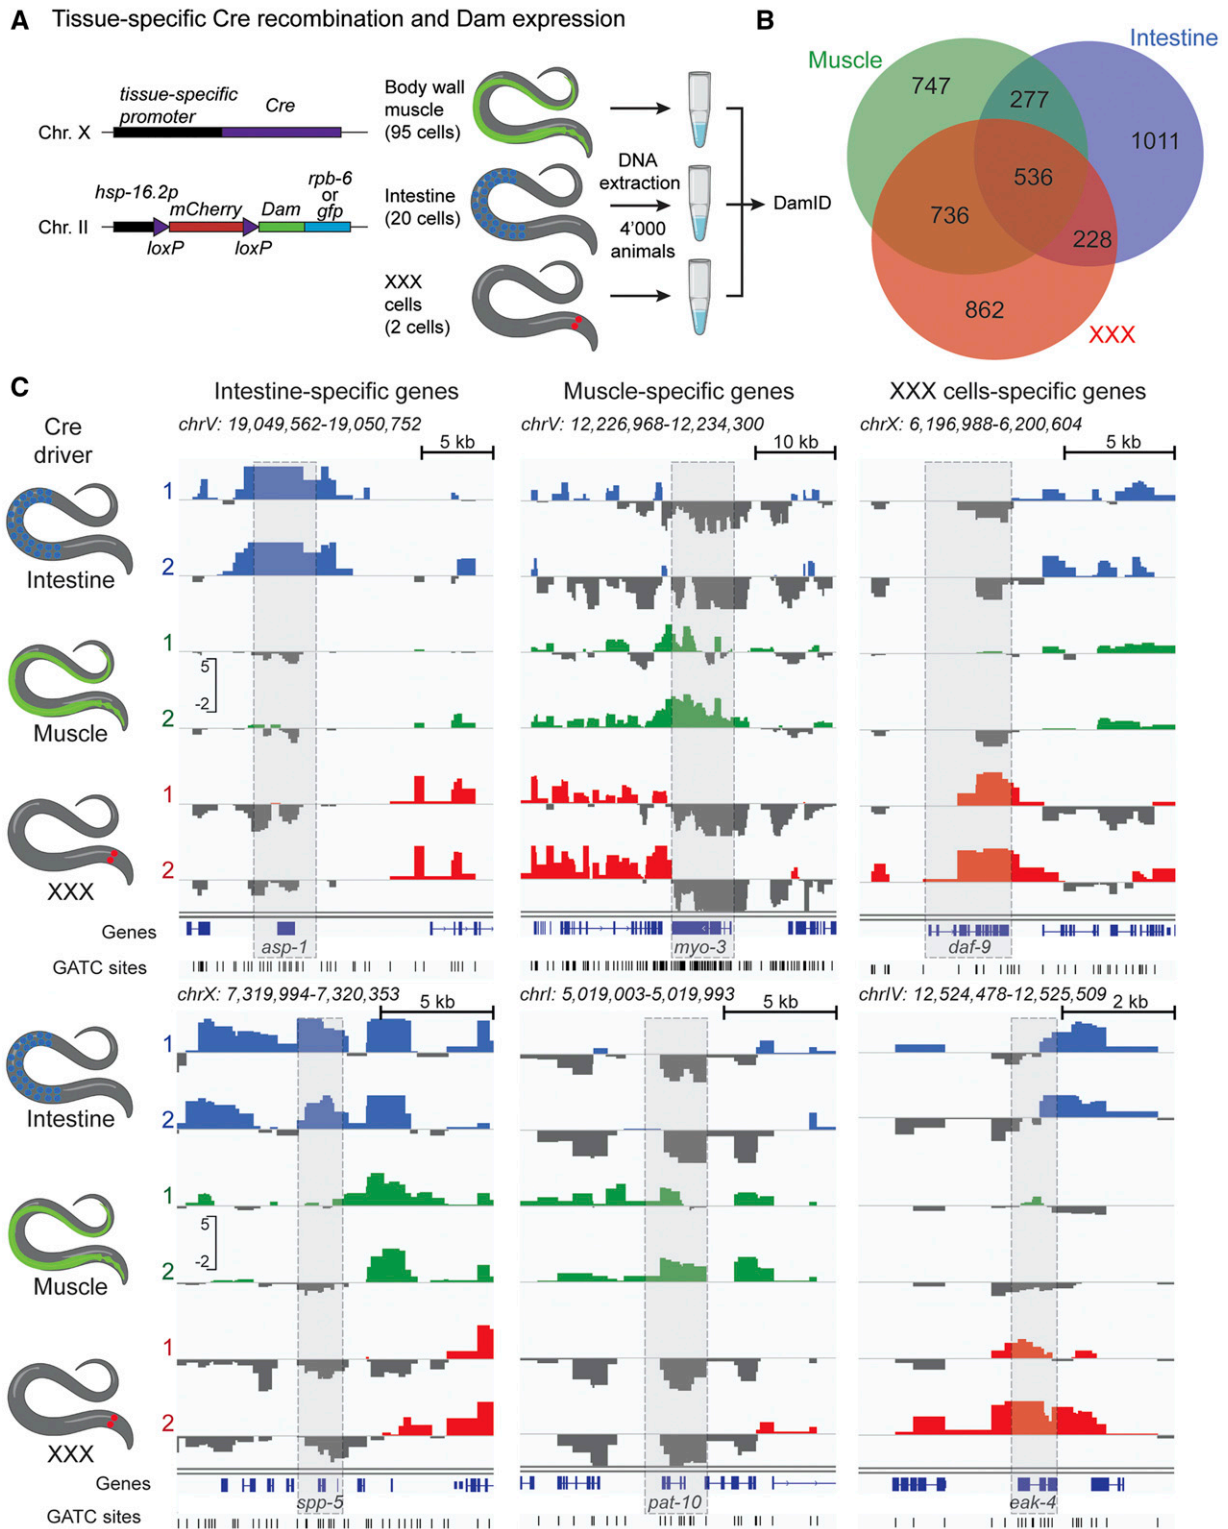 A Tissue-specific Cre recombination and Dam expression
tissue-specific
promoter
Cre
Chr. X
hsp-16.2p
mCherry
Dam
rpb-6
or
gfp
Chr. II
loxP
loxP
Body wall
muscle
(95 cells)
Intestine
(20 cells)
XXX
cells
(2 cells)
DNA
extraction
4'000
animals
DamID
B
Muscle
Intestine
747
277
1011
536
736
228
862
XXX
C
Intestine-specific genes
Muscle-specific genes
XXX cells-specific genes
Cre
driver
chrV: 19,049,562-19,050,752
5 kb
chrV: 12,226,968-12,234,300
10 kb
chrX: 6,196,988-6,200,604
5 kb
Intestine
1
2
Muscle
1
5
-2
2
XXX
1
2
Genes
asp-1
myo-3
daf-9
GATC sites
chrX: 7,319,994-7,320,353
5 kb
chrI: 5,019,003-5,019,993
5 kb
chrIV: 12,524,478-12,525,509
2 kb
Intestine
1
2
Muscle
1
5
-2
2
XXX
1
2
Genes
spp-5
pat-10
eak-4
GATC sites